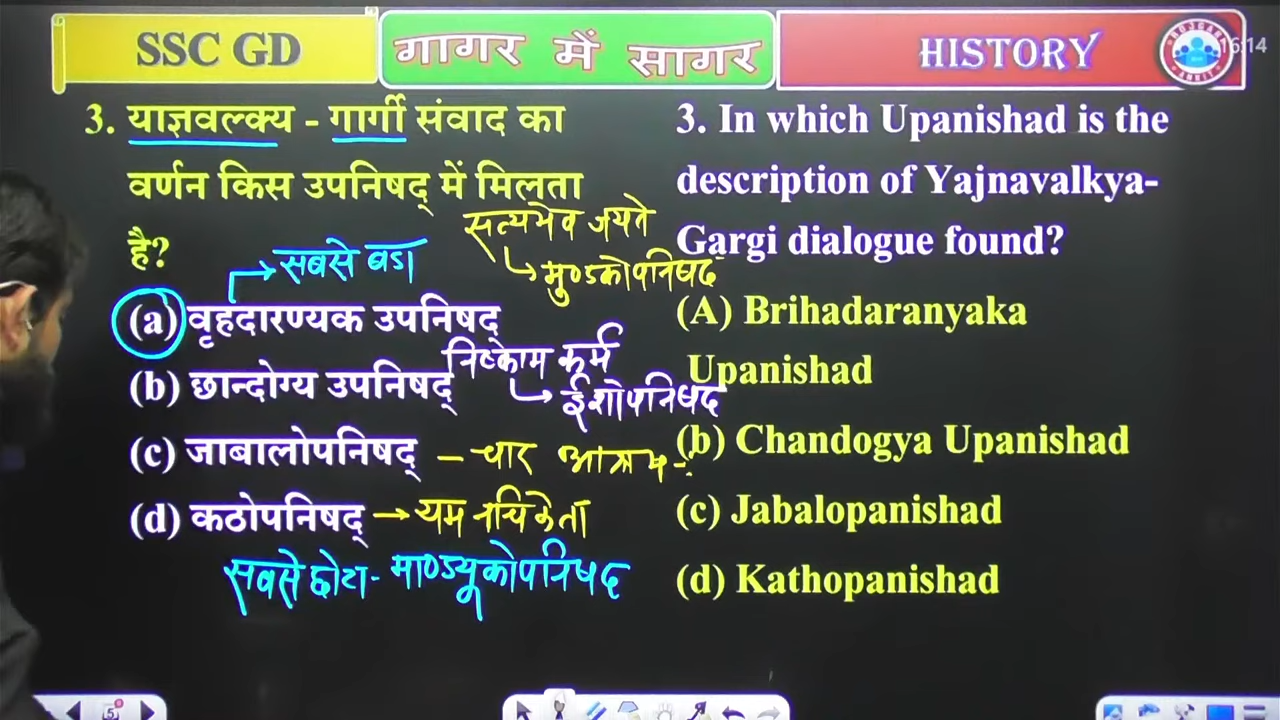 SSC GD
गागर में सागर
HISTORY
16:14
3. याज्ञवल्क्य - गार्गी संवाद का
वर्णन किस उपनिषद् में मिलता
है?
सत्यमेव जयते
मुण्डकोपनिषद
सबसे बडा
(a) वृहदारण्यक उपनिषद्
निष्काम कर्म
ईशोपनिषद
(b) छान्दोग्य उपनिषद्
(c) जाबालोपनिषद् – चार आश्रम
(d) कठोपनिषद् → यम नचिकेता
सबसे छोटा - माण्ड्यूकोपनिषद
3. In which Upanishad is the
description of Yajnavalkya-
Gargi dialogue found?
(A) Brihadaranyaka
Upanishad
(b) Chandogya Upanishad
(c) Jabalopanishad
(d) Kathopanishad
5